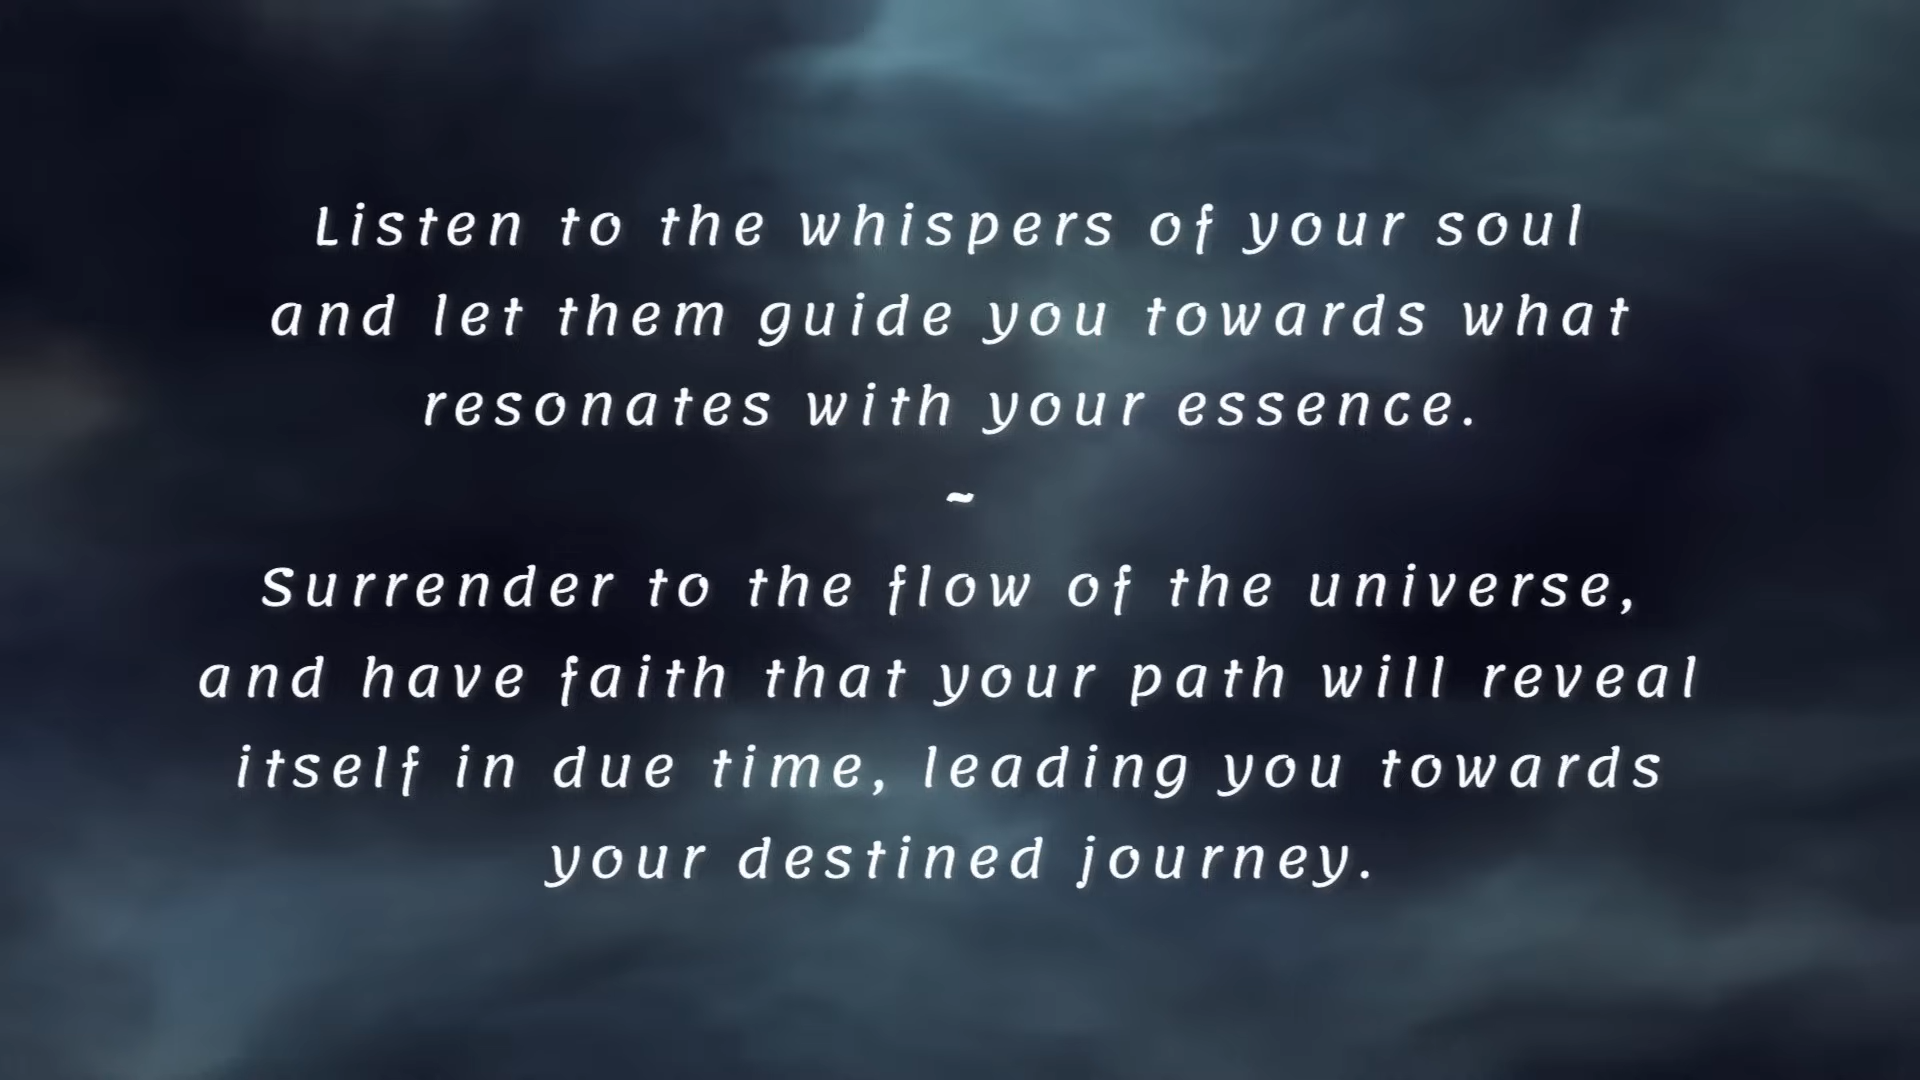 Listen to the whispers of your soul
and let them guide you towards what
resonates with your essence.
~
Surrender to the flow of the universe,
and have faith that your path will reveal
itself in due time, leading you towards
your destined journey.